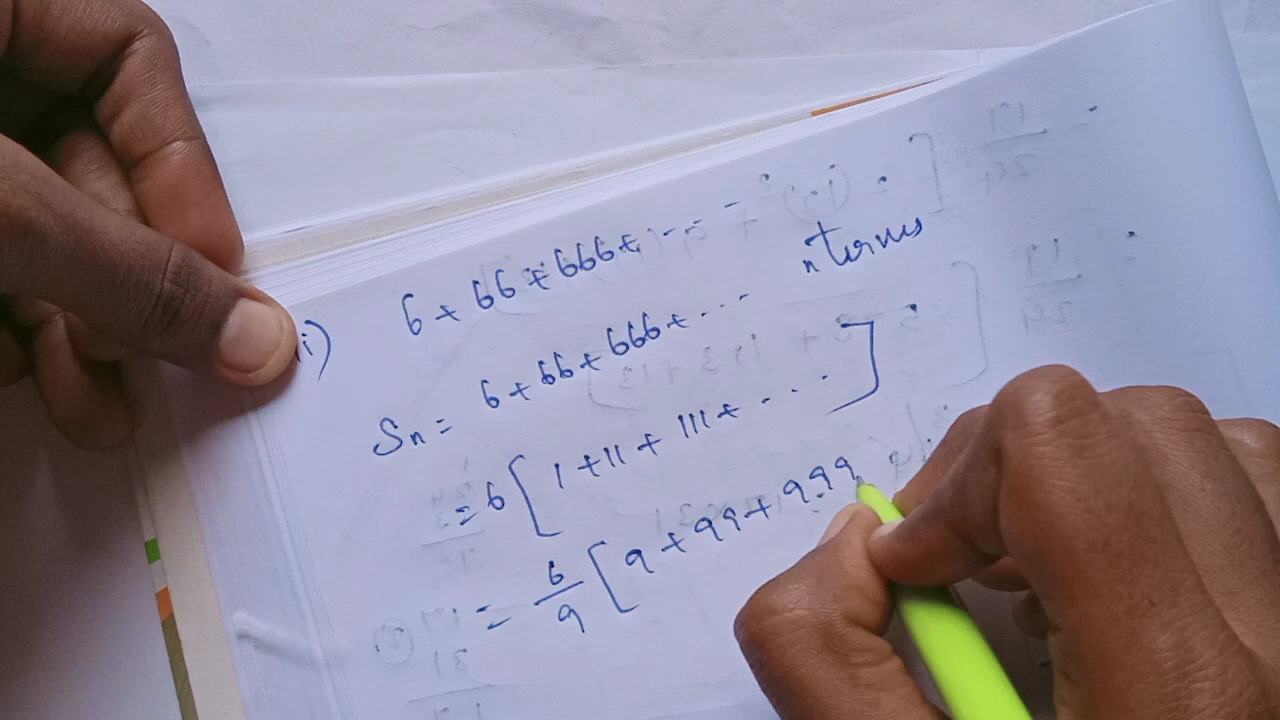 i) 6 + 66 + 666 + - - - -
n terms
Sn = 6 + 66 + 666 + . . . .
= 6 [ 1 + 11 + 111 + . . . . ]
= 6/9 [ 9 + 99 + 999